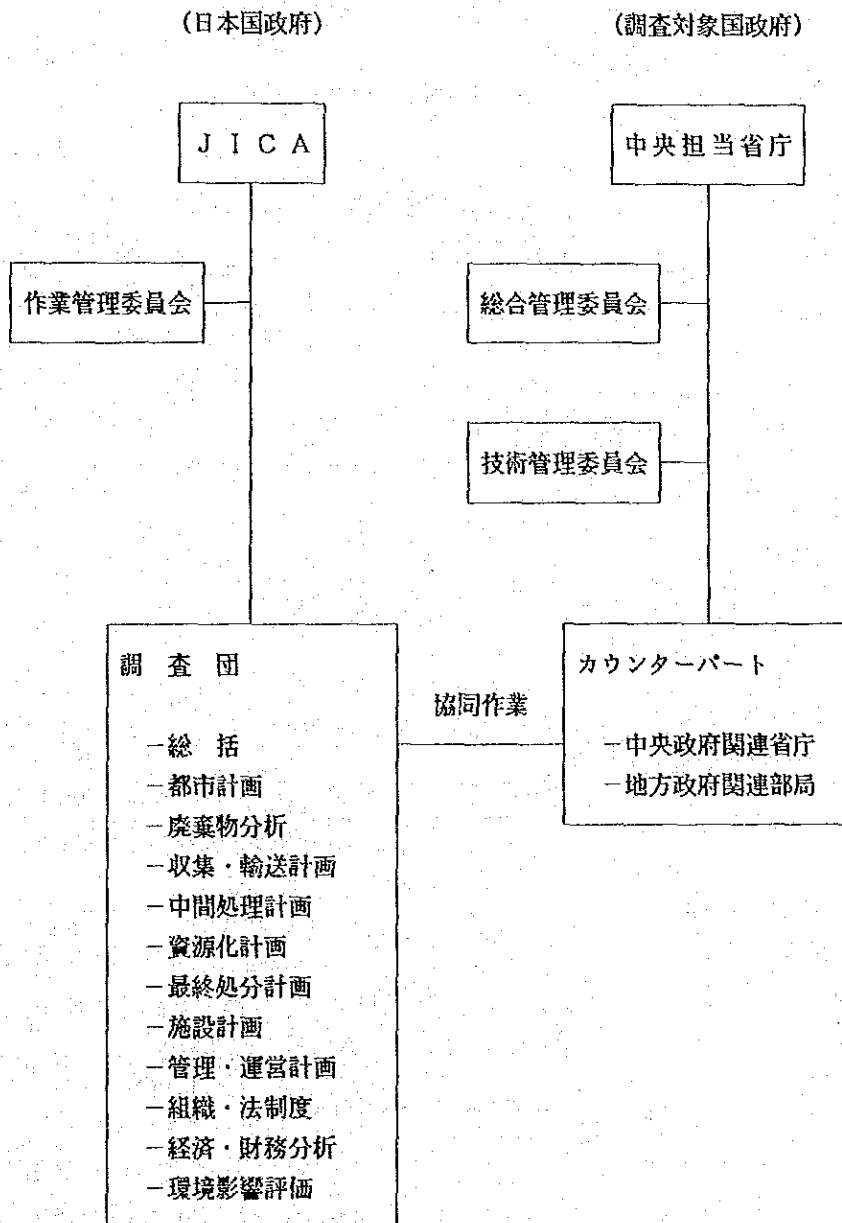 (日本国政府)
(調査対象国政府)
JICA
中央担当省庁
作業管理委員会
総合管理委員会
技術管理委員会
調査団
－総括
－都市計画
－廃棄物分析
－収集・輸送計画
－中間処理計画
－資源化計画
－最終処分計画
－施設計画
－管理・運営計画
－組織・法制度
－経済・財務分析
－環境影響評価
協同作業
カウンターパート
－中央政府関連省庁
－地方政府関連部局